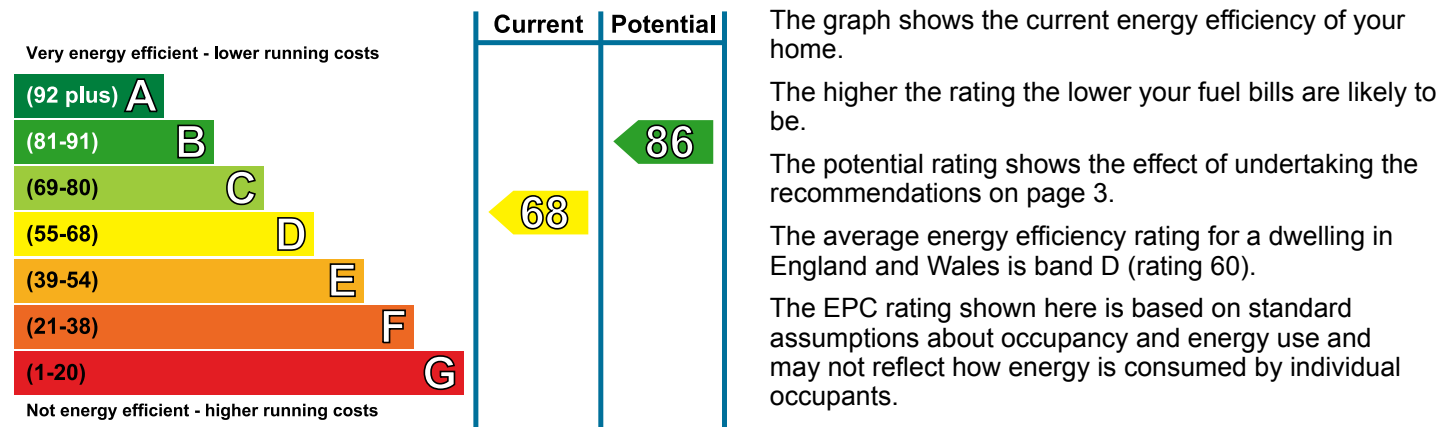 Current Potential
Very energy efficient - lower running costs
(92 plus) A
(81-91) B
86
(69-80) C
68
(55-68) D
(39-54) E
(21-38) F
(1-20) G
Not energy efficient - higher running costs
The graph shows the current energy efficiency of your
home.
The higher the rating the lower your fuel bills are likely to
be.
The potential rating shows the effect of undertaking the
recommendations on page 3.
The average energy efficiency rating for a dwelling in
England and Wales is band D (rating 60).
The EPC rating shown here is based on standard
assumptions about occupancy and energy use and
may not reflect how energy is consumed by individual
occupants.